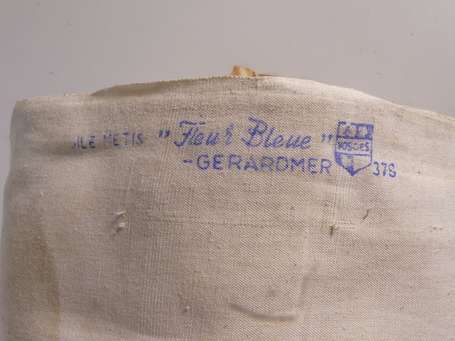 ILE METIS " Fleur Bleue "
-GERARDMER
VOSGES
378